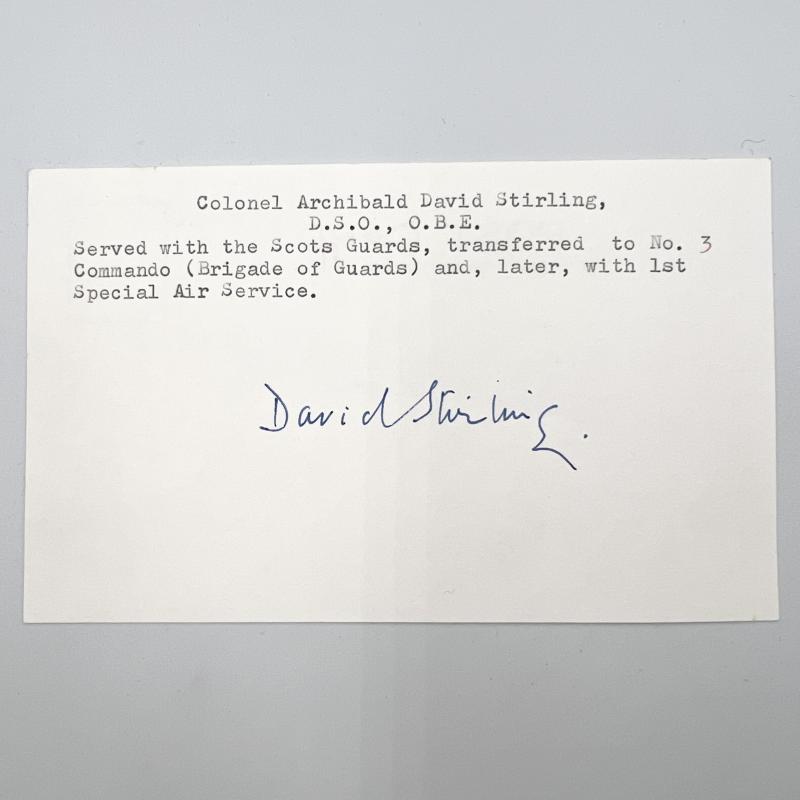 Colonel Archibald David Stirling,
D.S.O., O.B.E.
Served with the Scots Guards, transferred to No. 3
Commando (Brigade of Guards) and, later, with 1st
Special Air Service.
David Stirling.